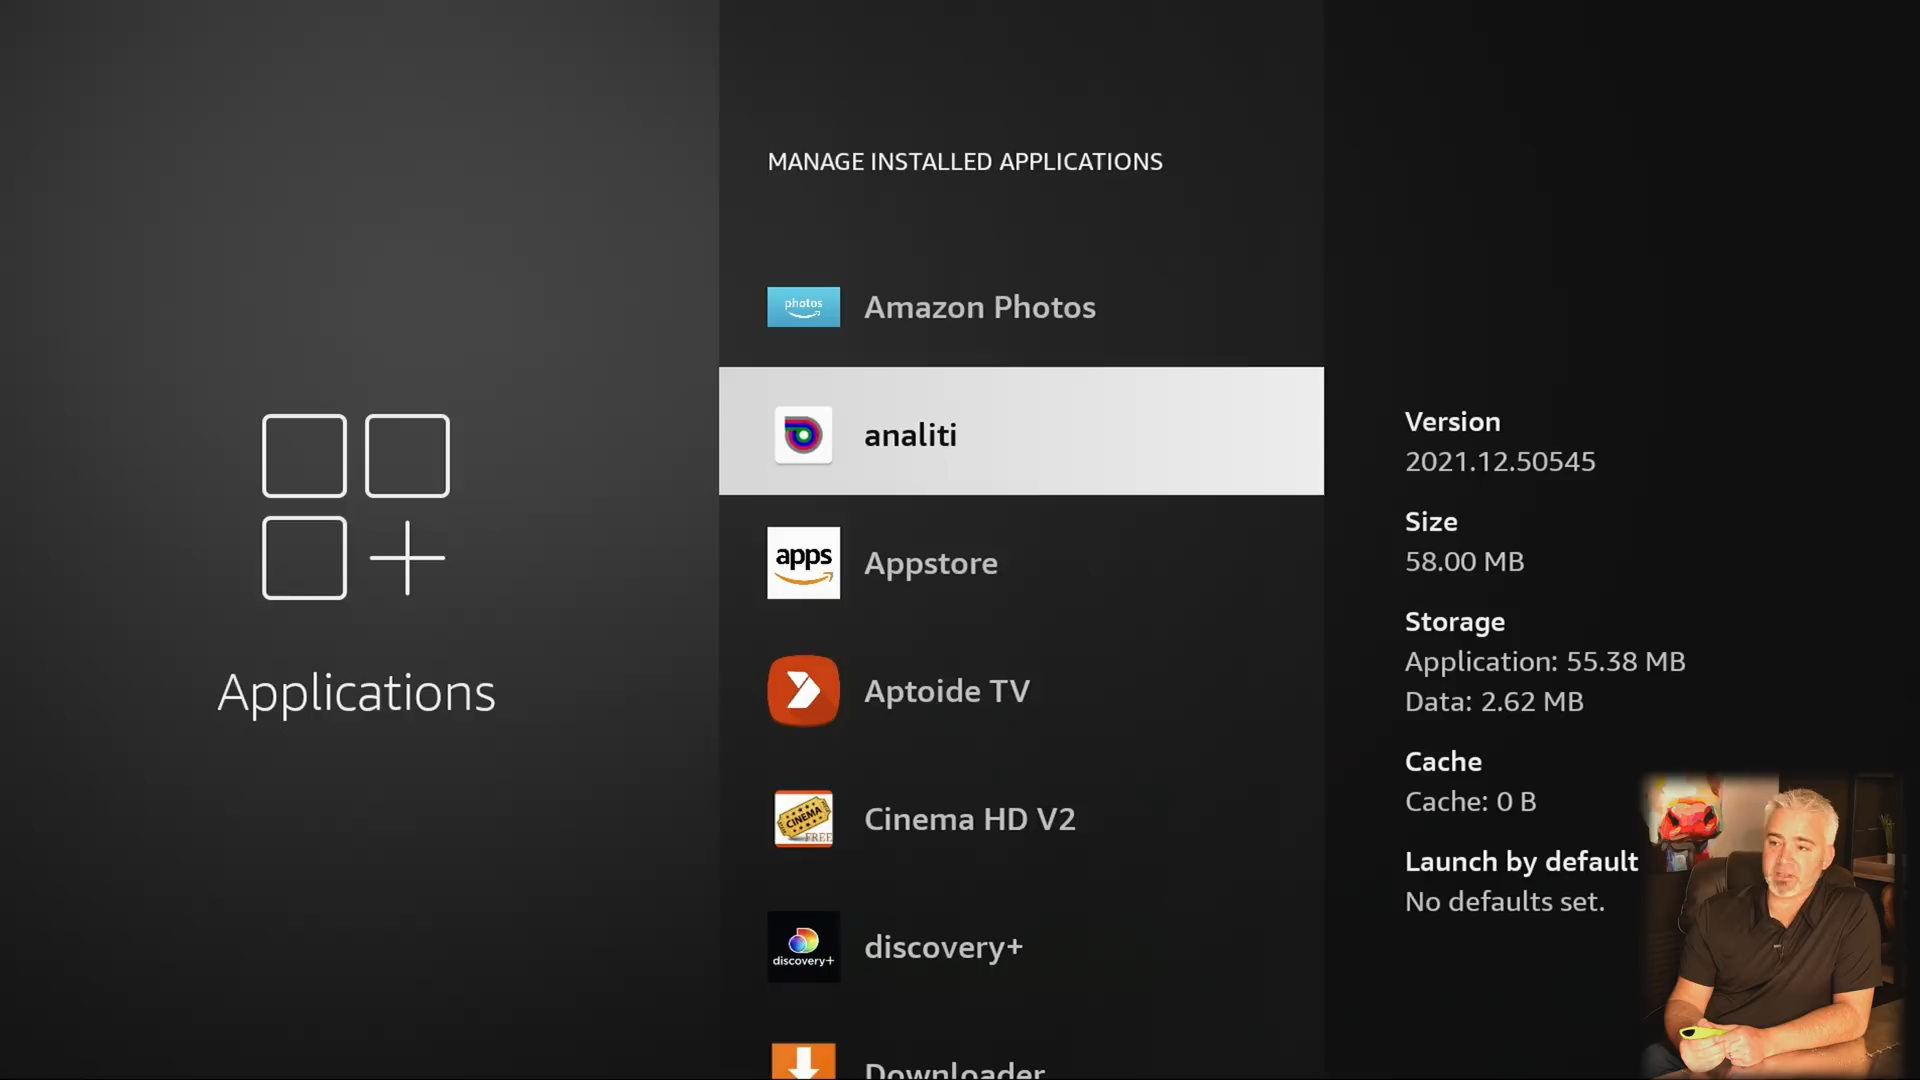 MANAGE INSTALLED APPLICATIONS
photos
Amazon Photos
analiti
apps
Appstore
Aptoide TV
CINEMA
FREE
Cinema HD V2
discovery+
discovery+
Downloader
Applications
Version
2021.12.50545
Size
58.00 MB
Storage
Application: 55.38 MB
Data: 2.62 MB
Cache
Cache: 0 B
Launch by default
No defaults set.